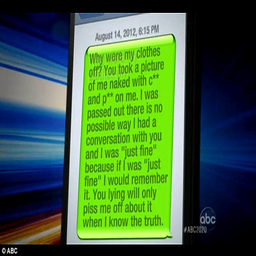 August 14, 2012, 6:15 PM
Why were my clothes
off? You took a picture
of me naked with c**
and p** on me. I was
passed out there is no
possible way I had a
conversation with you
and I was "just fine"
because if I was "just
fine" I would remember
it. You lying will only
piss me off about it
when I know the truth.
abc
#ABC2020
© ABC